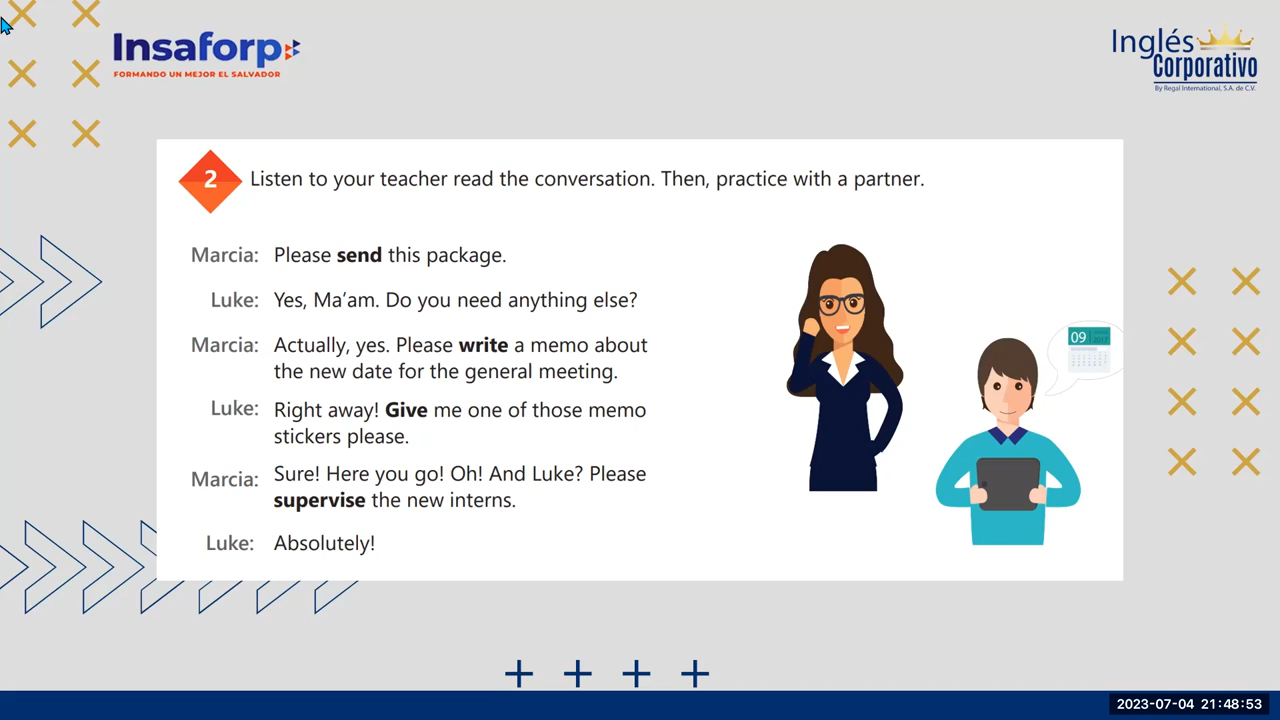 Insaforp
FORMANDO UN MEJOR EL SALVADOR
Inglés
Corporativo
By Regal International, S.A. de C.V.
2 Listen to your teacher read the conversation. Then, practice with a partner.
Marcia: Please send this package.
Luke: Yes, Ma’am. Do you need anything else?
Marcia: Actually, yes. Please write a memo about
the new date for the general meeting.
Luke: Right away! Give me one of those memo
stickers please.
Marcia: Sure! Here you go! Oh! And Luke? Please
supervise the new interns.
Luke: Absolutely!
09
2017
2023-07-04 21:48:53